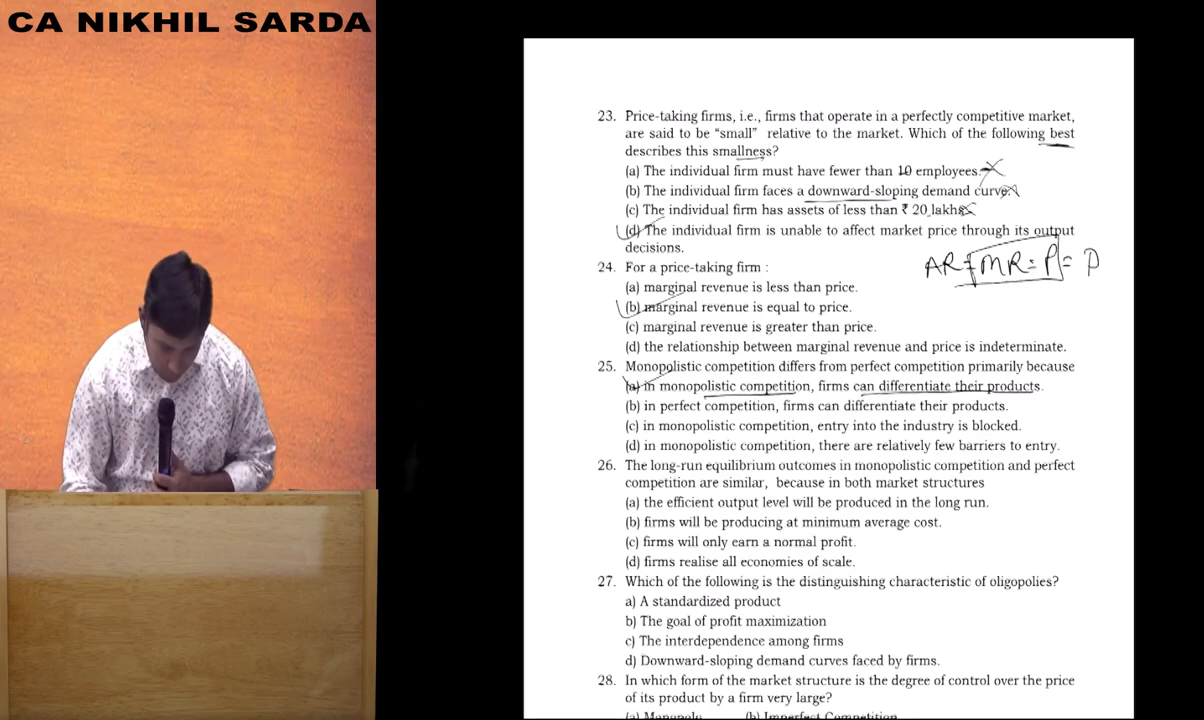 CA NIKHIL SARDA
23. Price-taking firms, i.e., firms that operate in a perfectly competitive market,
are said to be “small” relative to the market. Which of the following best
describes this smallness?
(a) The individual firm must have fewer than 10 employees.
(b) The individual firm faces a downward-sloping demand curve.
(c) The individual firm has assets of less than ₹ 20 lakhs.
(d) The individual firm is unable to affect market price through its output
decisions.
AR = MR = P = D
24. For a price-taking firm :
(a) marginal revenue is less than price.
(b) marginal revenue is equal to price.
(c) marginal revenue is greater than price.
(d) the relationship between marginal revenue and price is indeterminate.
25. Monopolistic competition differs from perfect competition primarily because
(a) in monopolistic competition, firms can differentiate their products.
(b) in perfect competition, firms can differentiate their products.
(c) in monopolistic competition, entry into the industry is blocked.
(d) in monopolistic competition, there are relatively few barriers to entry.
26. The long-run equilibrium outcomes in monopolistic competition and perfect
competition are similar, because in both market structures
(a) the efficient output level will be produced in the long run.
(b) firms will be producing at minimum average cost.
(c) firms will only earn a normal profit.
(d) firms realise all economies of scale.
27. Which of the following is the distinguishing characteristic of oligopolies?
a) A standardized product
b) The goal of profit maximization
c) The interdependence among firms
d) Downward-sloping demand curves faced by firms.
28. In which form of the market structure is the degree of control over the price
of its product by a firm very large?
(a) Monopoly (b) Imperfect Competition